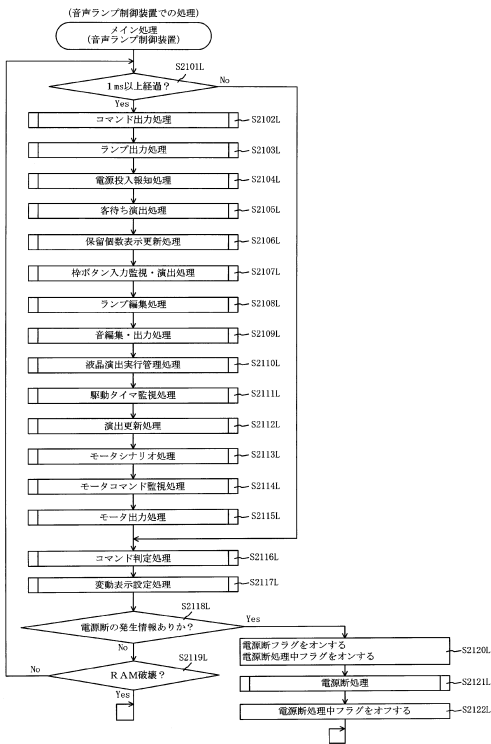 (音声ランプ制御装置での処理)
メイン処理
(音声ランプ制御装置)
S2101L
1ms以上経過?
No
Yes
コマンド出力処理
S2102L
ランプ出力処理
S2103L
電源投入報知処理
S2104L
客待ち演出処理
S2105L
保留個数表示更新処理
S2106L
枠ボタン入力監視・演出処理
S2107L
ランプ編集処理
S2108L
音編集・出力処理
S2109L
液晶演出実行管理処理
S2110L
駆動タイマ監視処理
S2111L
演出更新処理
S2112L
モータシナリオ処理
S2113L
モータコマンド監視処理
S2114L
モータ出力処理
S2115L
コマンド判定処理
S2116L
変動表示設定処理
S2117L
S2118L
電源断の発生情報ありか?
Yes
No
S2119L
RAM破壊?
No
Yes
電源断フラグをオンする
電源断処理中フラグをオンする
S2120L
電源断処理
S2121L
電源断処理中フラグをオフする
S2122L